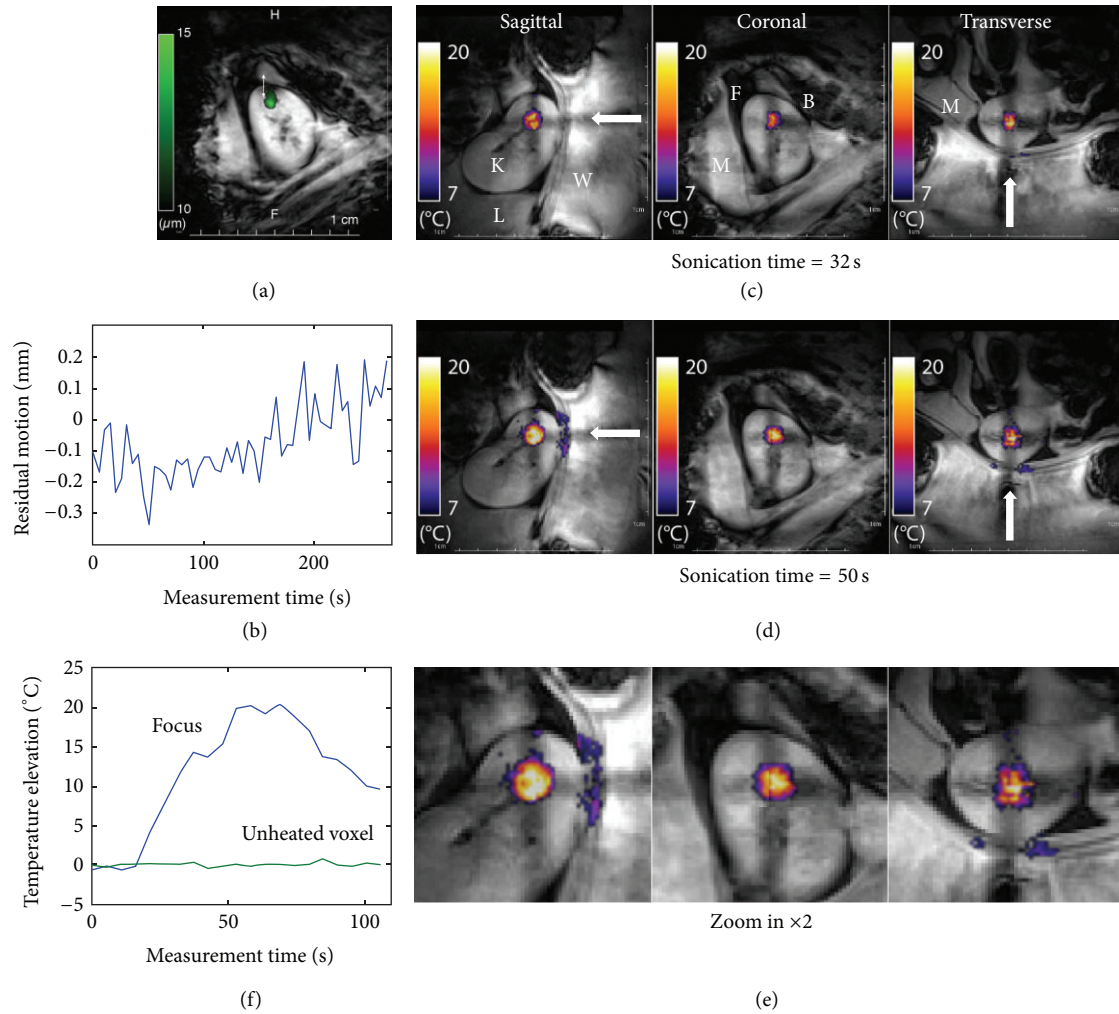 15
H
10
(µm)
F
1 cm
(a)
Sagittal
Coronal
Transverse
20
7
(°C)
K
W
L
20
7
(°C)
F
B
M
20
7
(°C)
M
Sonication time = 32 s
(c)
Residual motion (mm)
0.2
0.1
0
−0.1
−0.2
−0.3
0
100
200
Measurement time (s)
(b)
20
7
(°C)
20
7
(°C)
20
7
(°C)
Sonication time = 50 s
(d)
Temperature elevation (°C)
25
20
15
10
5
0
−5
Focus
Unheated voxel
0
50
100
Measurement time (s)
(f)
Zoom in ×2
(e)